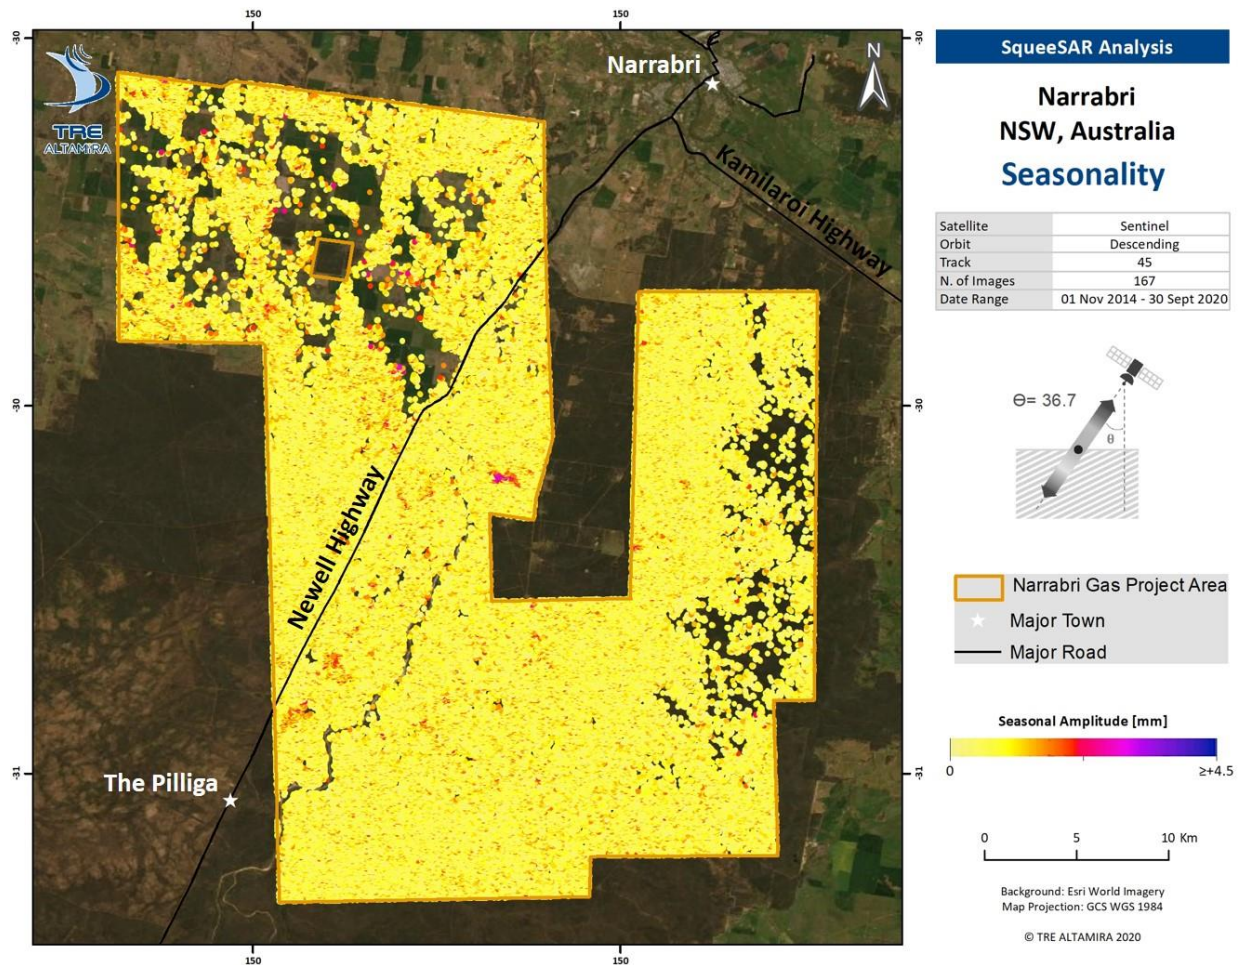 150
150
-30
-30
TRE
ALTAMIRA
Narrabri
N
Kamilaroi Highway
-30
-30
Newell Highway
The Pilliga
-31
-31
150
150
SqueeSAR Analysis
Narrabri
NSW, Australia
Seasonality
Satellite Sentinel
Orbit Descending
Track 45
N. of Images 167
Date Range 01 Nov 2014 - 30 Sept 2020
Θ= 36.7
θ
Narrabri Gas Project Area
Major Town
Major Road
Seasonal Amplitude [mm]
0 ≥+4.5
0 5 10 Km
Background: Esri World Imagery
Map Projection: GCS WGS 1984
© TRE ALTAMIRA 2020